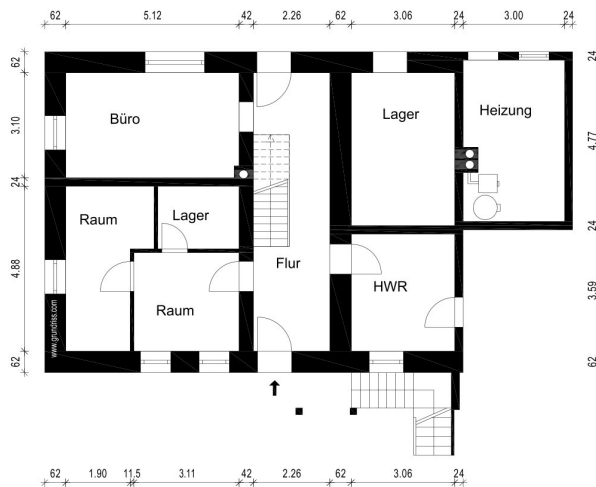 62 5.12 42 2.26 62 3.06 24 3.00 24
62 3.10 24 4.88 62
24 4.77 24 3.59 62
Büro
Lager
Heizung
Raum
Lager
Flur
HWR
Raum
www.grundriss.com
62 1.90 11.5 3.11 42 2.26 62 3.06 24